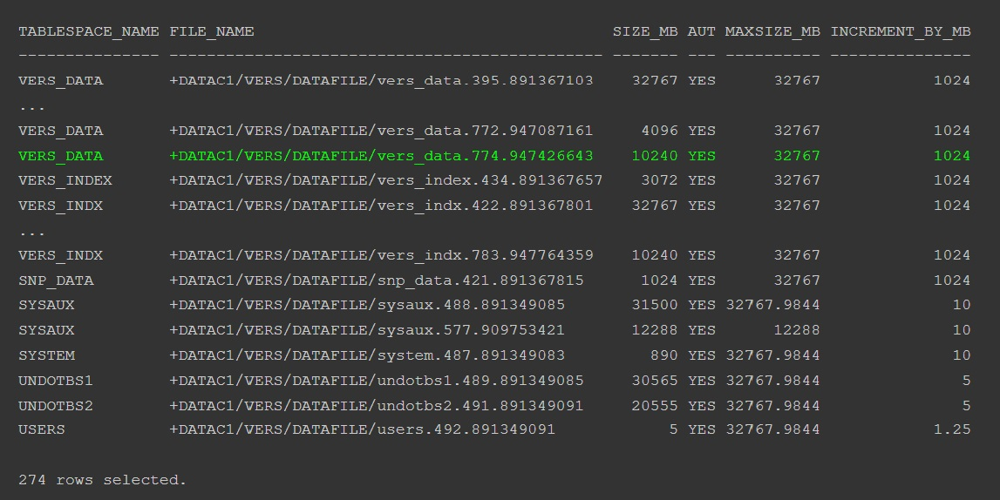 TABLESPACE_NAME FILE_NAME SIZE_MB AUT MAXSIZE_MB INCREMENT_BY_MB
--------------- ---------------------------------------------- ------- --- ---------- ---------------
VERS_DATA +DATAC1/VERS/DATAFILE/vers_data.395.891367103 32767 YES 32767 1024
...
VERS_DATA +DATAC1/VERS/DATAFILE/vers_data.772.947087161 4096 YES 32767 1024
VERS_DATA +DATAC1/VERS/DATAFILE/vers_data.774.947426643 10240 YES 32767 1024
VERS_INDEX +DATAC1/VERS/DATAFILE/vers_index.434.891367657 3072 YES 32767 1024
VERS_INDX +DATAC1/VERS/DATAFILE/vers_indx.422.891367801 32767 YES 32767 1024
...
VERS_INDX +DATAC1/VERS/DATAFILE/vers_indx.783.947764359 10240 YES 32767 1024
SNP_DATA +DATAC1/VERS/DATAFILE/snp_data.421.891367815 1024 YES 32767 1024
SYSAUX +DATAC1/VERS/DATAFILE/sysaux.488.891349085 31500 YES 32767.9844 10
SYSAUX +DATAC1/VERS/DATAFILE/sysaux.577.909753421 12288 YES 12288 10
SYSTEM +DATAC1/VERS/DATAFILE/system.487.891349083 890 YES 32767.9844 10
UNDOTBS1 +DATAC1/VERS/DATAFILE/undotbs1.489.891349085 30565 YES 32767.9844 5
UNDOTBS2 +DATAC1/VERS/DATAFILE/undotbs2.491.891349091 20555 YES 32767.9844 5
USERS +DATAC1/VERS/DATAFILE/users.492.891349091 5 YES 32767.9844 1.25
274 rows selected.